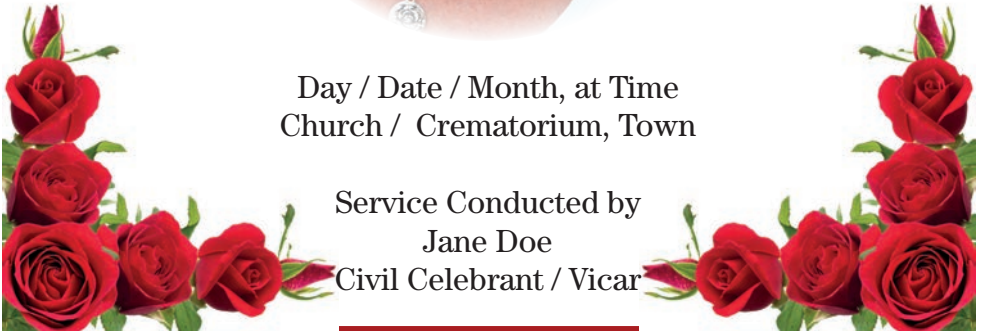 Day / Date / Month, at Time
Church /  Crematorium, Town
Service Conducted by
Jane Doe
Civil Celebrant / Vicar